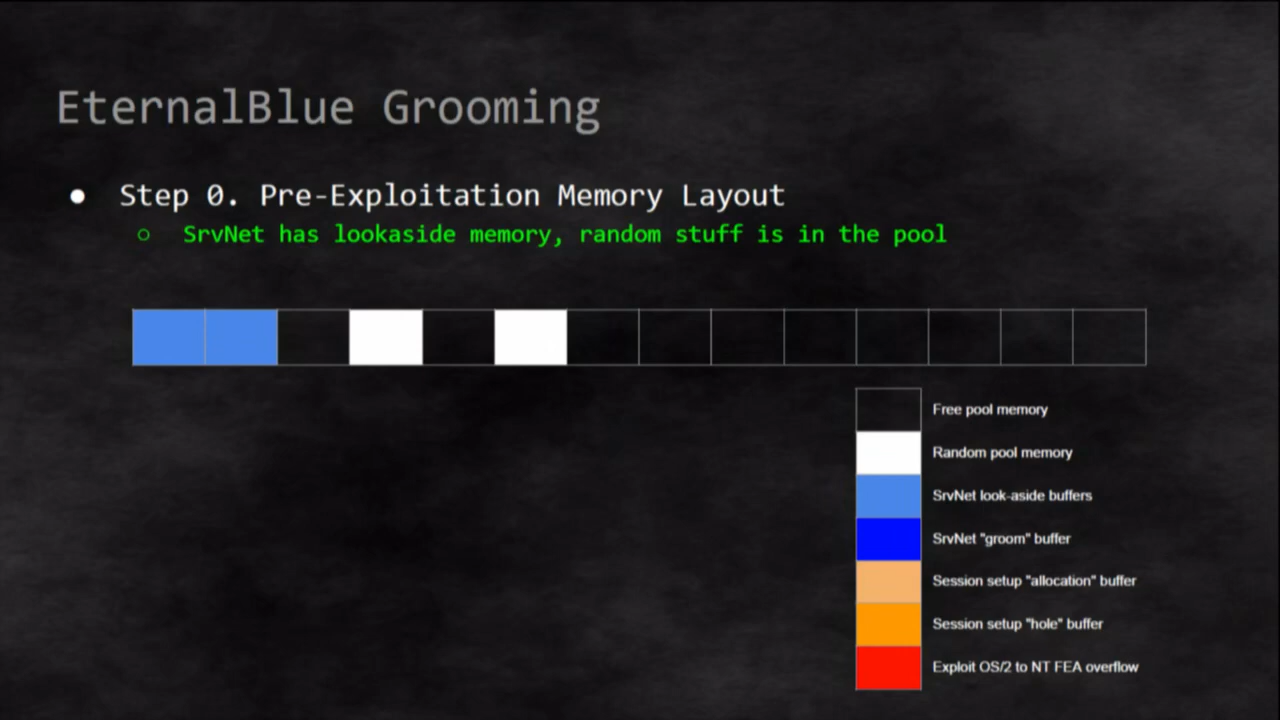 EternalBlue Grooming
● Step 0. Pre-Exploitation Memory Layout
○ SrvNet has lookaside memory, random stuff is in the pool
Free pool memory
Random pool memory
SrvNet look-aside buffers
SrvNet "groom" buffer
Session setup "allocation" buffer
Session setup "hole" buffer
Exploit OS/2 to NT FEA overflow